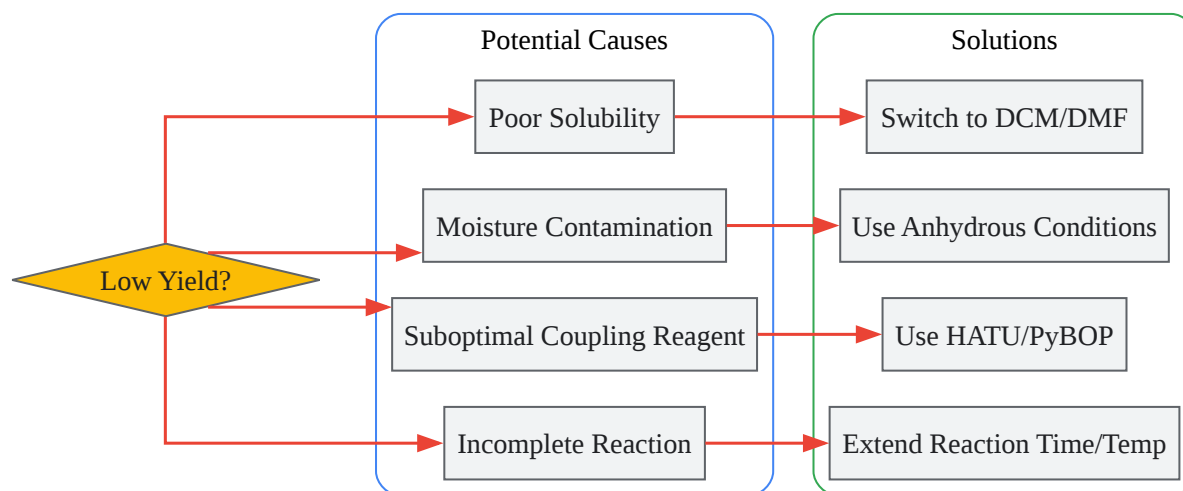 Potential Causes
Solutions
Poor Solubility
Switch to DCM/DMF
Moisture Contamination
Use Anhydrous Conditions
Low Yield?
Suboptimal Coupling Reagent
Use HATU/PyBOP
Incomplete Reaction
Extend Reaction Time/Temp